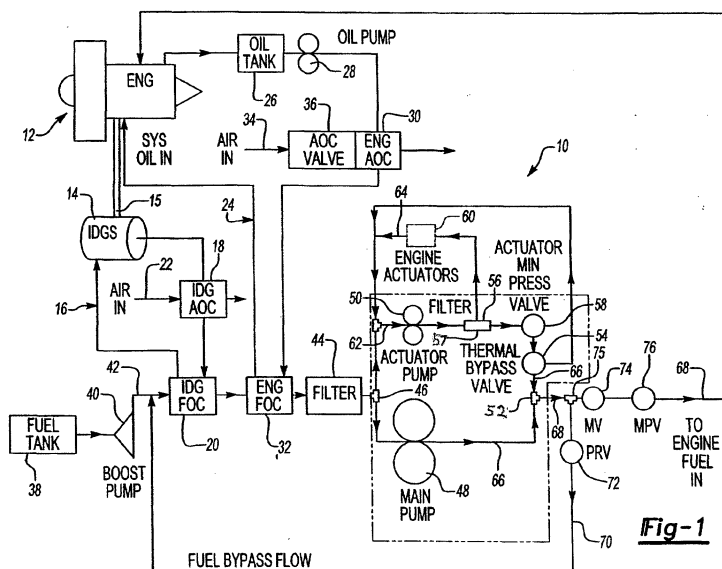 ENG
12
OIL
TANK
26
OIL PUMP
28
36
30
34
AIR
IN
AOC
VALVE
ENG
AOC
10
SYS
OIL IN
14
15
IDGS
24
18
22
AIR
IN
IDG
AOC
16
64
60
ENGINE
ACTUATORS
ACTUATOR
MIN
PRESS
VALVE
50
FILTER
56
58
62
57
54
ACTUATOR
PUMP
THERMAL
BYPASS
VALVE
66
75
74
76
68
44
42
40
FUEL
TANK
38
BOOST
PUMP
IDG
FOC
20
ENG
FOC
32
FILTER
46
52
68
MV
MPV
TO
ENGINE
FUEL
IN
PRV
72
66
MAIN
PUMP
48
FUEL BYPASS FLOW
70
Fig-1